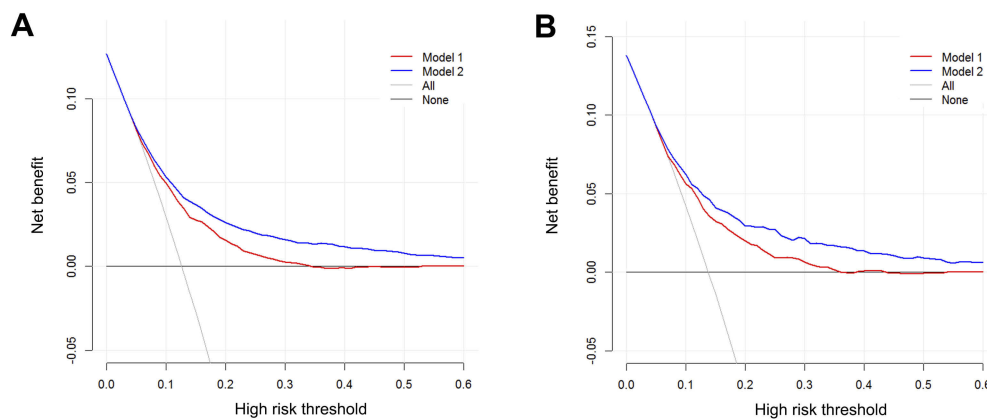 A
Net benefit
0.10
0.05
0.00
-0.05
Model 1
Model 2
All
None
0.0 0.1 0.2 0.3 0.4 0.5 0.6
High risk threshold
B
Net benefit
0.15
0.10
0.05
0.00
-0.05
Model 1
Model 2
All
None
0.0 0.1 0.2 0.3 0.4 0.5 0.6
High risk threshold